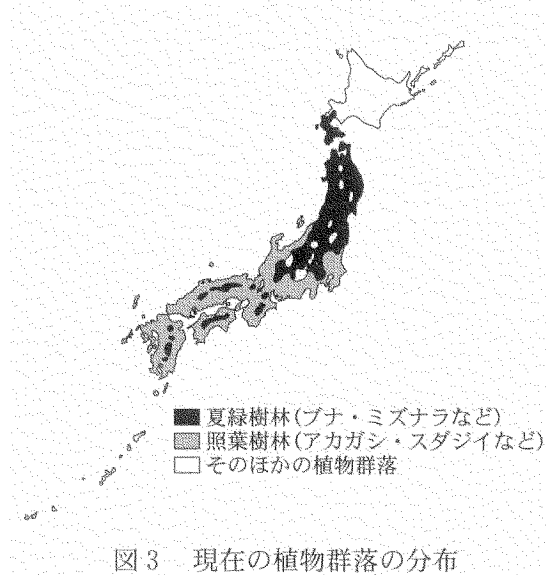 夏緑樹林(ブナ・ミズナラなど)
照葉樹林(アカガシ・スダジイなど)
そのほかの植物群落
図3 現在の植物群落の分布